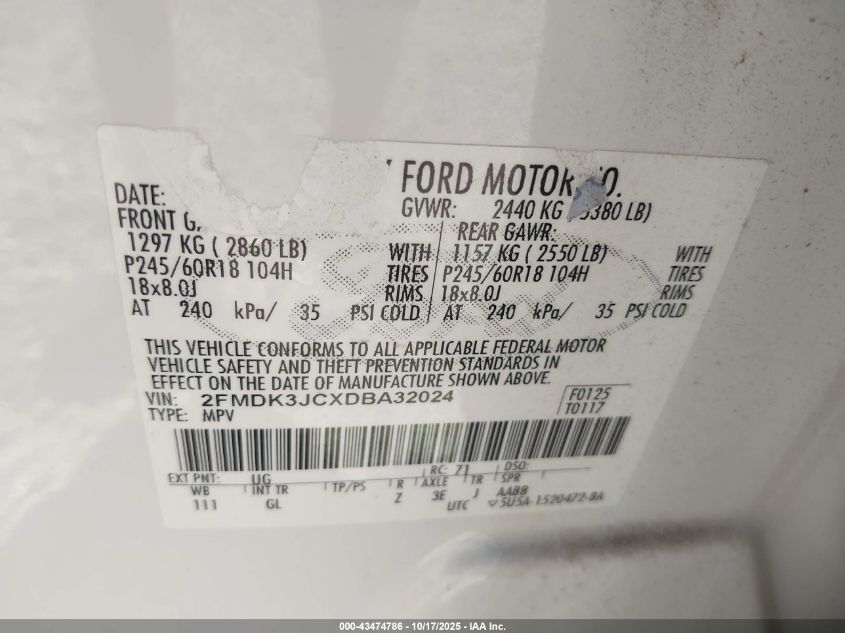 FORD MOTOR CO.
DATE:
GVWR: 2440 KG (5380 LB)
FRONT G, REAR GAWR:
1297 KG ( 2860 LB) WITH 1157 KG ( 2550 LB) WITH
P245/60R18 104H TIRES P245/60R18 104H TIRES
18x8.0J RIMS 18x8.0J RIMS
AT 240 kPa/ 35 PSI COLD AT 240 kPa/ 35 PSI COLD
THIS VEHICLE CONFORMS TO ALL APPLICABLE FEDERAL MOTOR
VEHICLE SAFETY AND THEFT PREVENTION STANDARDS IN
EFFECT ON THE DATE OF MANUFACTURE SHOWN ABOVE.
VIN: 2FMDK3JCXDBA32024 F0125
TYPE: MPV T0117
EXT PNT: UG RC: 71 DSO:
WB INT TR TP/PS R AXLE TR SPR
111 GL Z 3E J AABB
UTC 5U5A-1520472-BA
000-43474786 - 10/17/2025 - IAA Inc.